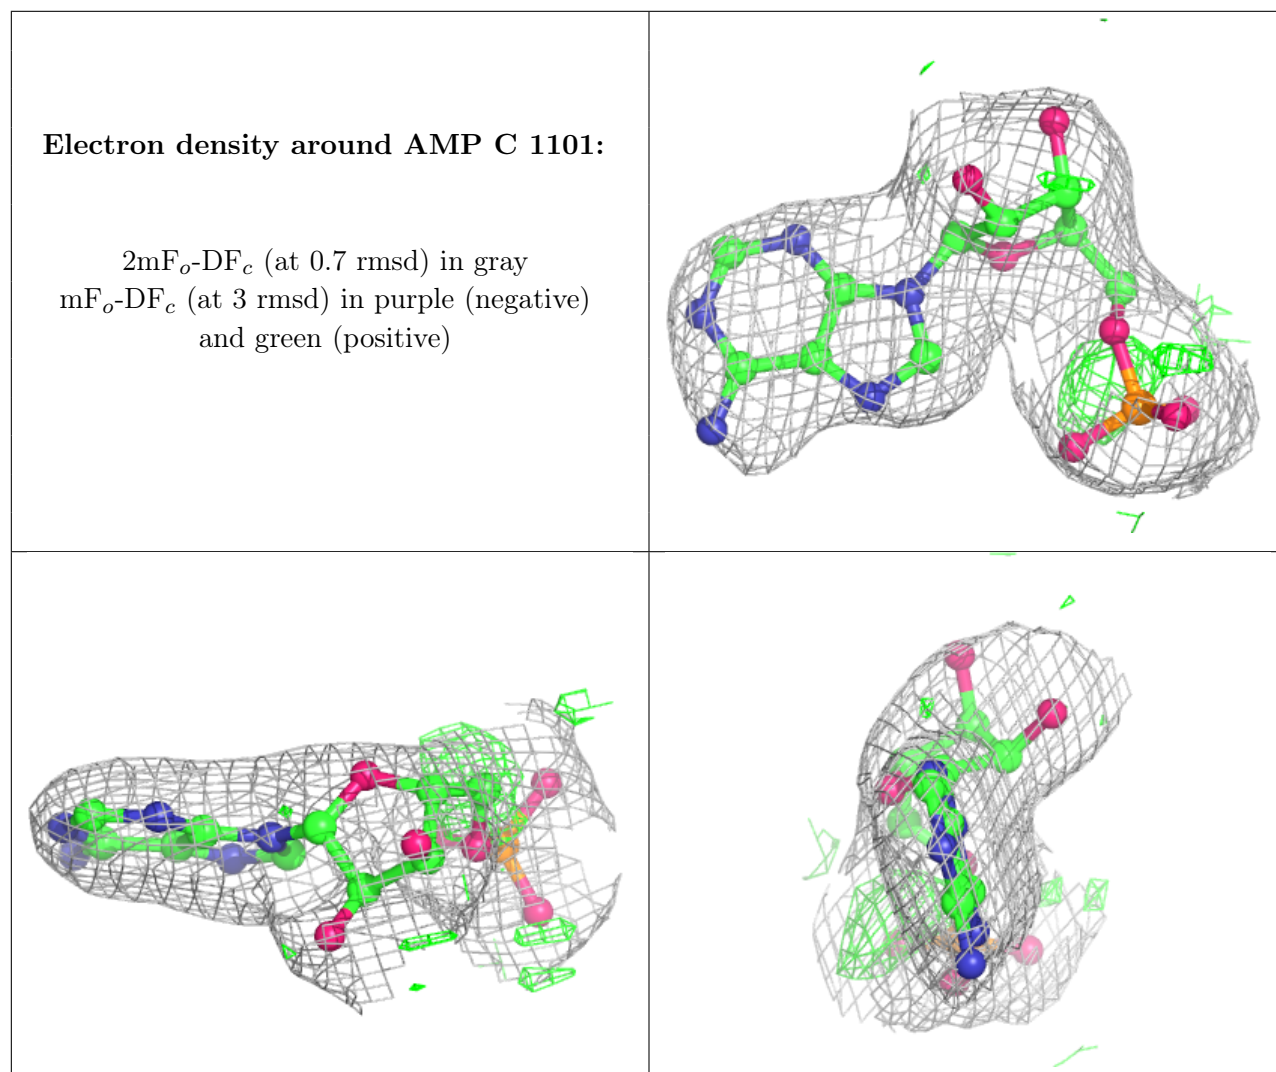 Electron density around AMP C 1101:
2mFₒ-DF𝒸 (at 0.7 rmsd) in gray
mFₒ-DF𝒸 (at 3 rmsd) in purple (negative)
and green (positive)